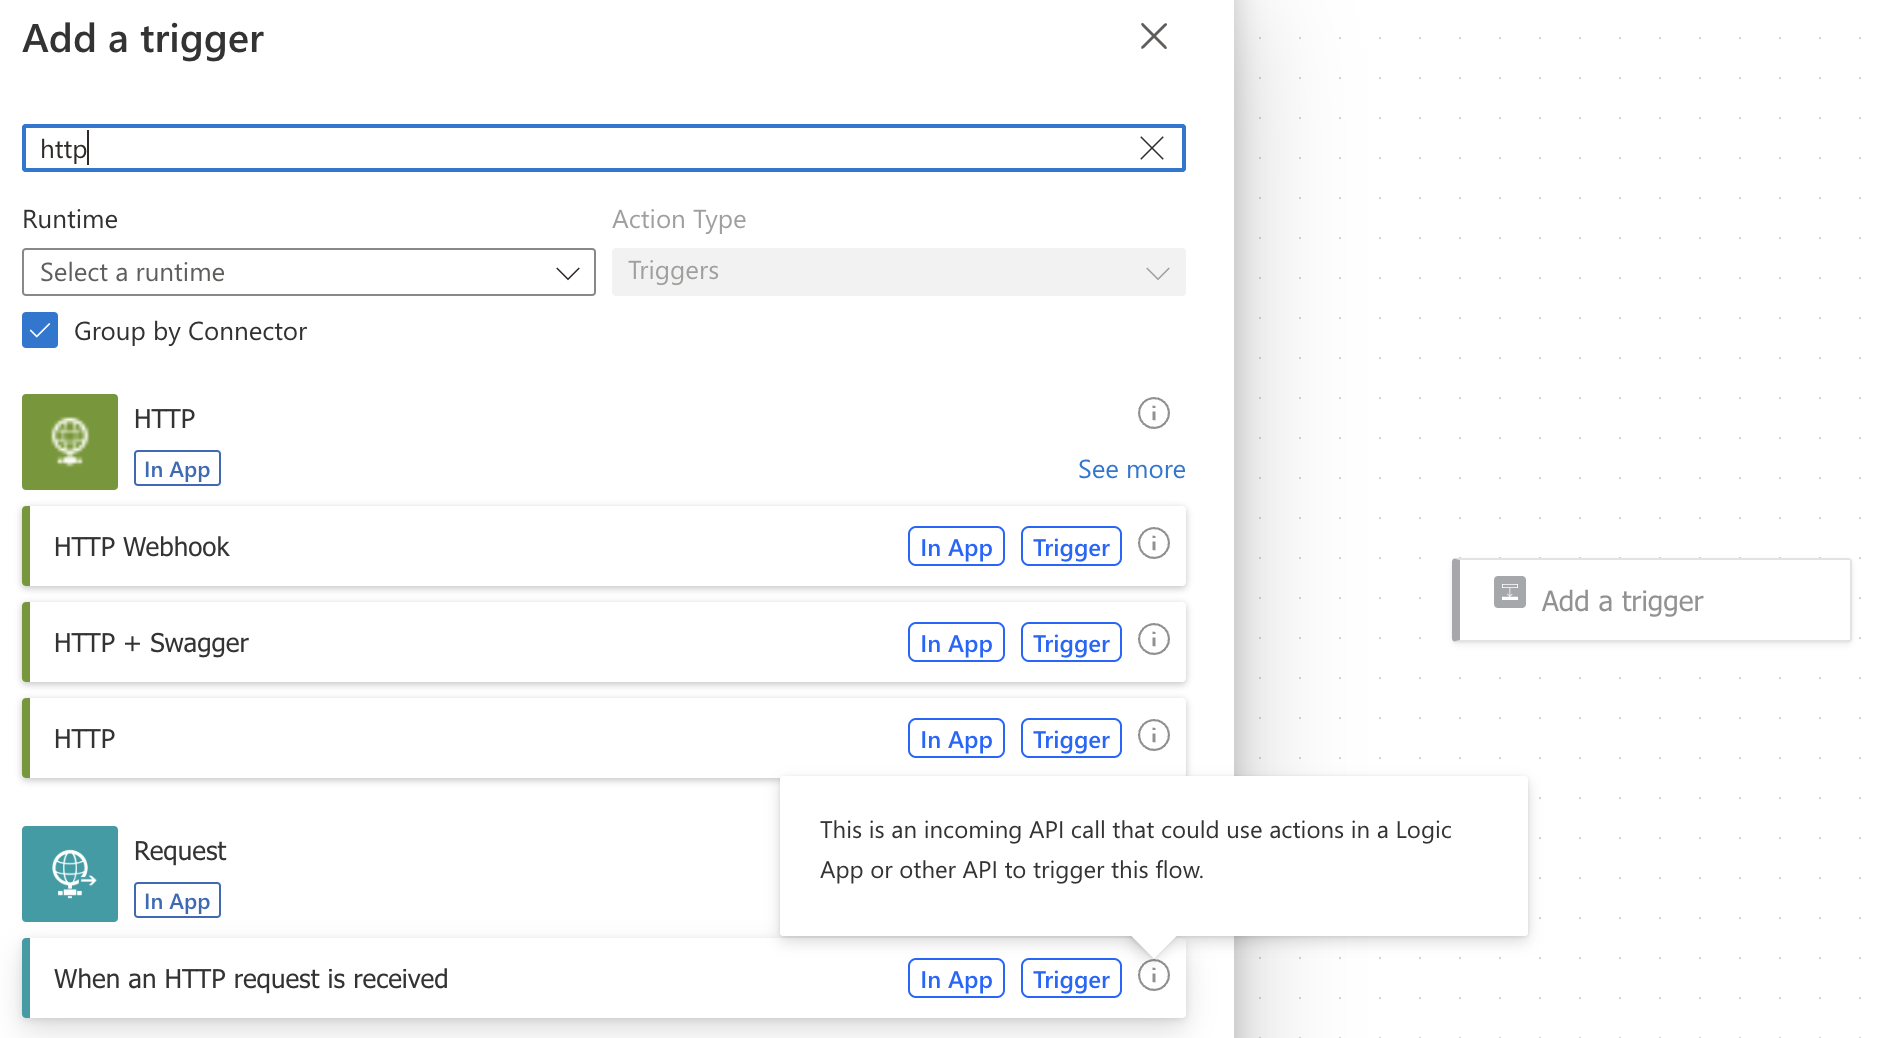 Add a trigger
http
Runtime
Action Type
Select a runtime
Triggers
Group by Connector
HTTP
In App
See more
HTTP Webhook
In App
Trigger
HTTP + Swagger
In App
Trigger
HTTP
In App
Trigger
Add a trigger
This is an incoming API call that could use actions in a Logic
App or other API to trigger this flow.
Request
In App
When an HTTP request is received
In App
Trigger